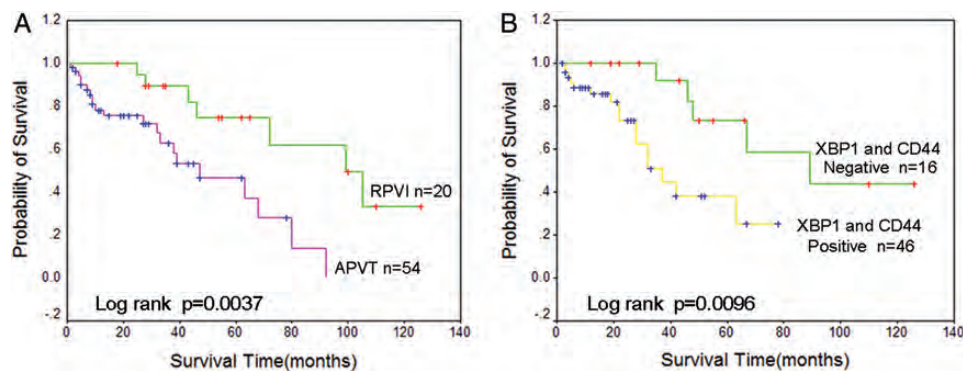 A
Probability of Survival
1.2
1.0
.8
.6
.4
.2
0.0
-.2
0 20 40 60 80 100 120 140
Survival Time(months)
RPVI n=20
APVT n=54
Log rank p=0.0037
B
Probability of Survival
1.2
1.0
.8
.6
.4
.2
0.0
-.2
0 20 40 60 80 100 120 140
Survival Time(months)
XBP1 and CD44
Negative n=16
XBP1 and CD44
Positive n=46
Log rank p=0.0096